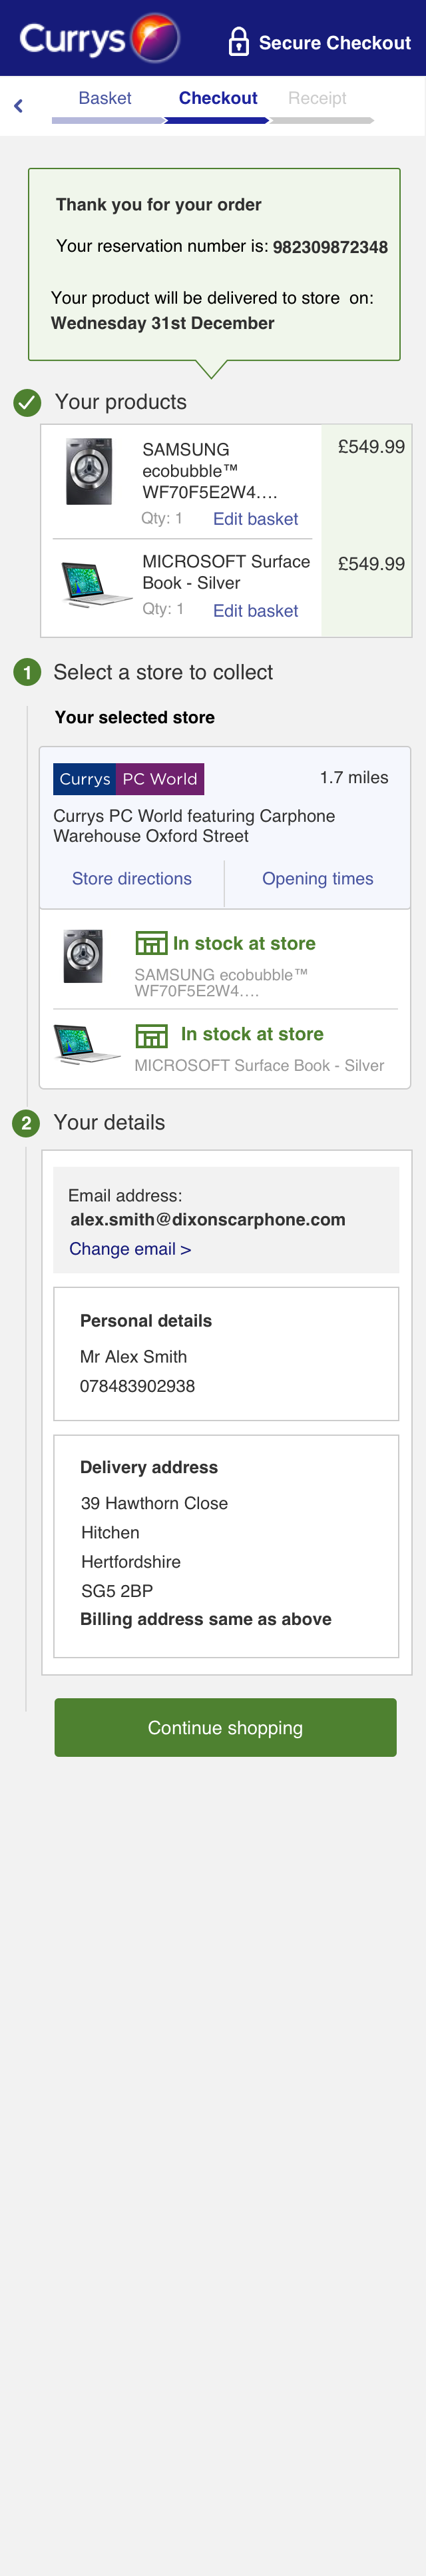 Currys
Secure Checkout
Basket
Checkout
Receipt
Thank you for your order
Your reservation number is: 982309872348
Your product will be delivered to store on:
Wednesday 31st December
Your products
SAMSUNG
ecobubble™
WF70F5E2W4....
£549.99
Qty: 1 Edit basket
MICROSOFT Surface
Book - Silver
£549.99
Qty: 1 Edit basket
1 Select a store to collect
Your selected store
Currys PC World
1.7 miles
Currys PC World featuring Carphone
Warehouse Oxford Street
Store directions
Opening times
In stock at store
SAMSUNG ecobubble™
WF70F5E2W4....
In stock at store
MICROSOFT Surface Book - Silver
2 Your details
Email address:
alex.smith@dixonscarphone.com
Change email >
Personal details
Mr Alex Smith
078483902938
Delivery address
39 Hawthorn Close
Hitchen
Hertfordshire
SG5 2BP
Billing address same as above
Continue shopping